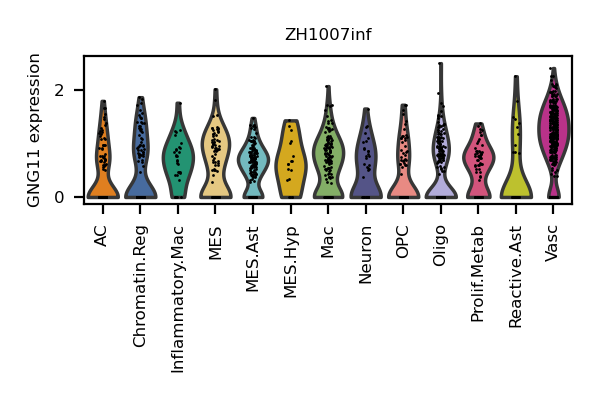 ZH1007inf
GNG11 expression
2
0
AC
Chromatin.Reg
Inflammatory.Mac
MES
MES.Ast
MES.Hyp
Mac
Neuron
OPC
Oligo
Prolif.Metab
Reactive.Ast
Vasc